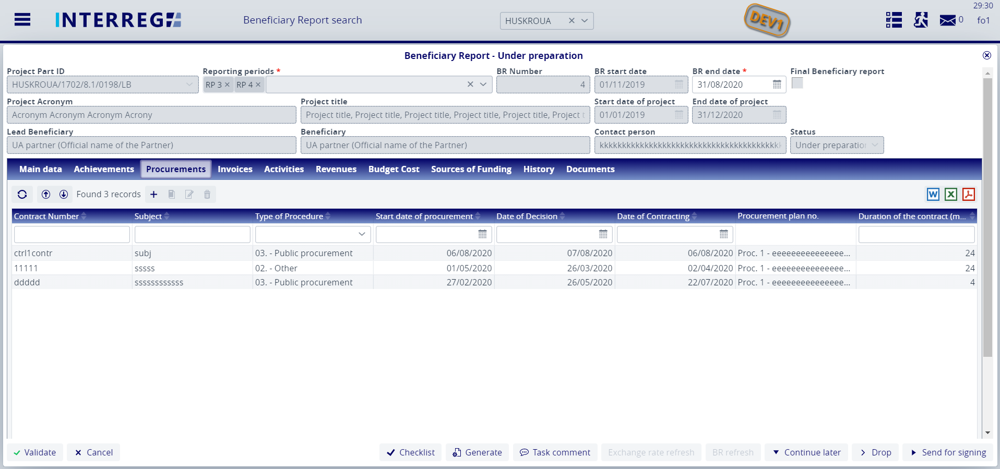 29:30
INTERREG
Beneficiary Report search
HUSKROUA
DEV1
0
fo1
Beneficiary Report - Under preparation
Project Part ID
Reporting periods *
BR Number
BR start date
BR end date *
Final Beneficiary report
HUSKROUA/1702/8.1/0198/LB
RP 3 RP 4
4
01/11/2019
31/08/2020
Project Acronym
Project title
Start date of project
End date of project
Acronym Acronym Acronym Acrony
Project title, Project title, Project title, Project title, Project title, Project t
01/01/2019
31/12/2020
Lead Beneficiary
Beneficiary
Contact person
Status
UA partner (Official name of the Partner)
UA partner (Official name of the Partner)
Under preparation
Main data Achievements Procurements Invoices Activities Revenues Budget Cost Sources of Funding History Documents
Found 3 records
Contract Number Subject Type of Procedure Start date of procurement Date of Decision Date of Contracting Procurement plan no. Duration of the contract (m...
ctrl1contr subj 03. - Public procurement 06/08/2020 07/08/2020 06/08/2020 Proc. 1 - eeeeeeeeeeeeeee... 24
11111 sssss 02. - Other 01/05/2020 26/03/2020 02/04/2020 Proc. 1 - eeeeeeeeeeeeeee... 24
ddddd ssssssssssss 03. - Public procurement 27/02/2020 26/05/2020 22/07/2020 Proc. 1 - eeeeeeeeeeeeeee... 4
Validate Cancel Checklist Generate Task comment Exchange rate refresh BR refresh Continue later Drop Send for signing